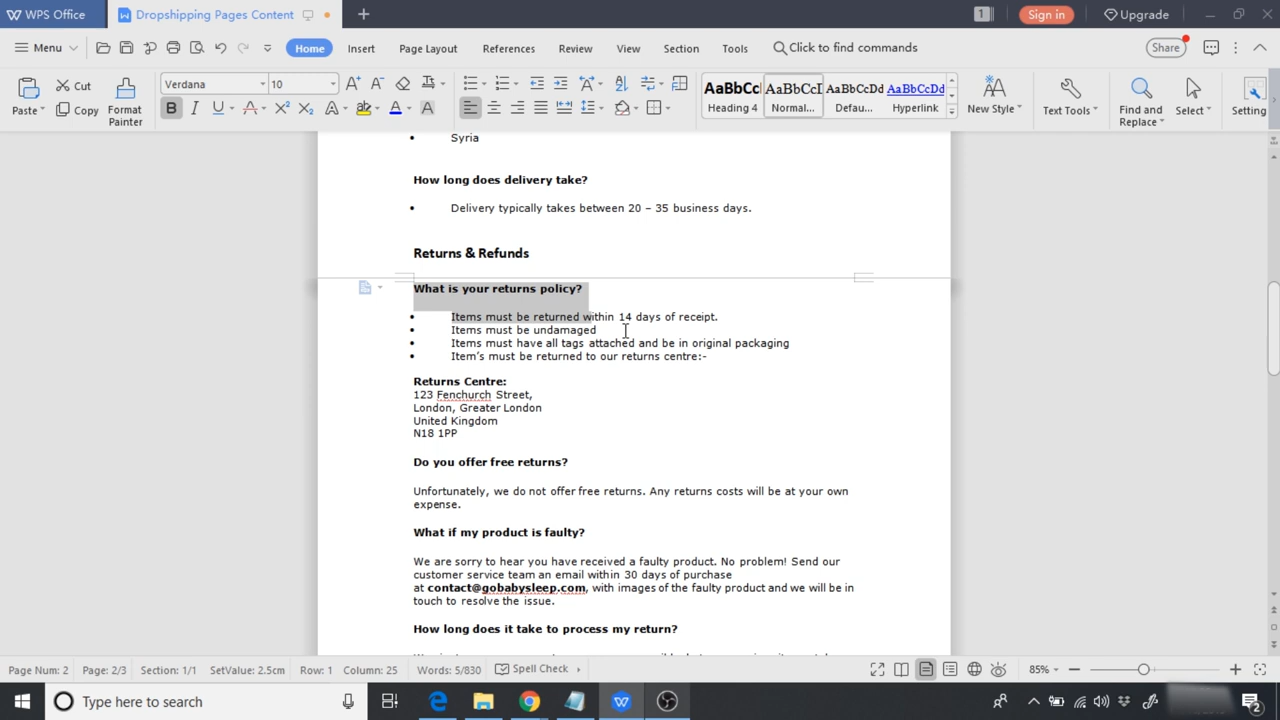 WPS Office
Dropshipping Pages Content
1
Sign in
Upgrade
Menu
Home
Insert
Page Layout
References
Review
View
Section
Tools
Click to find commands
Share
Paste
Cut
Copy
Format
Painter
Verdana
10
AaBbCc
Heading 4
AaBbCcD
Normal...
AaBbCcDd
Defau...
AaBbCcDd
Hyperlink
New Style
Text Tools
Find and
Replace
Select
Setting
Syria
How long does delivery take?
Delivery typically takes between 20 – 35 business days.
Returns & Refunds
What is your returns policy?
Items must be returned within 14 days of receipt.
Items must be undamaged
Items must have all tags attached and be in original packaging
Item’s must be returned to our returns centre:-
Returns Centre:
123 Fenchurch Street,
London, Greater London
United Kingdom
N18 1PP
Do you offer free returns?
Unfortunately, we do not offer free returns. Any returns costs will be at your own
expense.
What if my product is faulty?
We are sorry to hear you have received a faulty product. No problem! Send our
customer service team an email within 30 days of purchase
at contact@gobabysleep.com, with images of the faulty product and we will be in
touch to resolve the issue.
How long does it take to process my return?
Page Num: 2
Page: 2/3
Section: 1/1
SetValue: 2.5cm
Row: 1
Column: 25
Words: 5/830
Spell Check
85%
Type here to search
2